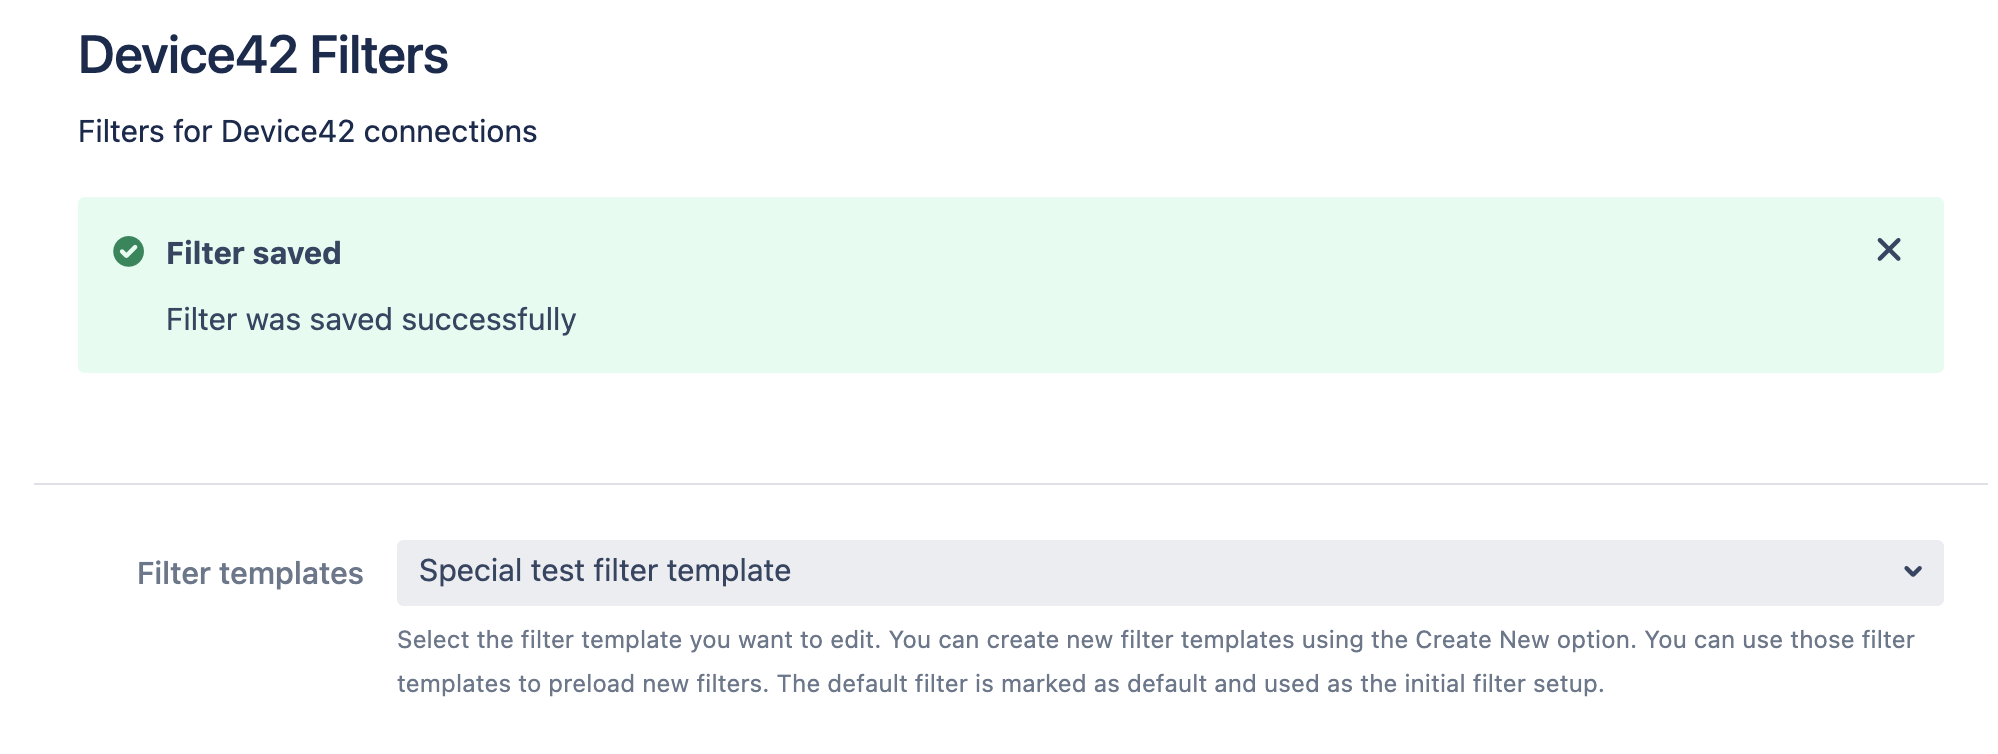 Device42 Filters
Filters for Device42 connections
Filter saved
Filter was saved successfully
Filter templates
Special test filter template
Select the filter template you want to edit. You can create new filter templates using the Create New option. You can use those filter
templates to preload new filters. The default filter is marked as default and used as the initial filter setup.